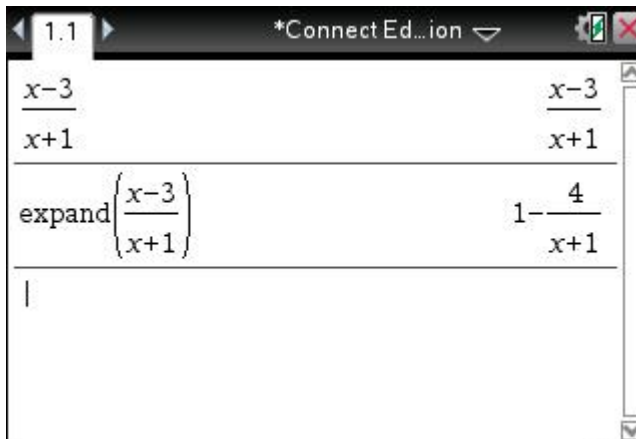 1.1 *Connect Ed...ion
x-3 x-3
x+1 x+1
expand(x-3/x+1) 1-4/x+1